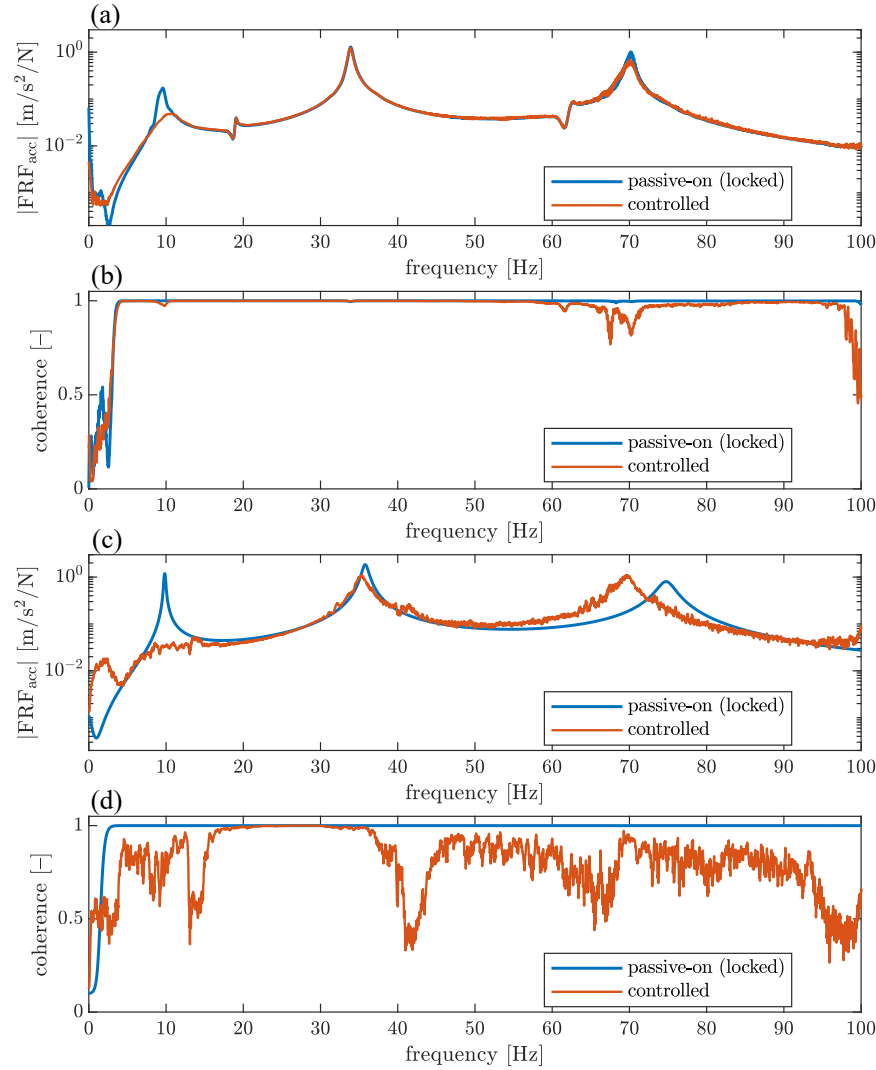 (a)
|FRF_acc| [m/s²/N]
10⁰
10⁻²
passive-on (locked)
controlled
0 10 20 30 40 50 60 70 80 90 100
frequency [Hz]
(b)
coherence [–]
1
0.5
0
passive-on (locked)
controlled
0 10 20 30 40 50 60 70 80 90 100
frequency [Hz]
(c)
|FRF_acc| [m/s²/N]
10⁰
10⁻²
passive-on (locked)
controlled
0 10 20 30 40 50 60 70 80 90 100
frequency [Hz]
(d)
coherence [–]
1
0.5
0
passive-on (locked)
controlled
0 10 20 30 40 50 60 70 80 90 100
frequency [Hz]